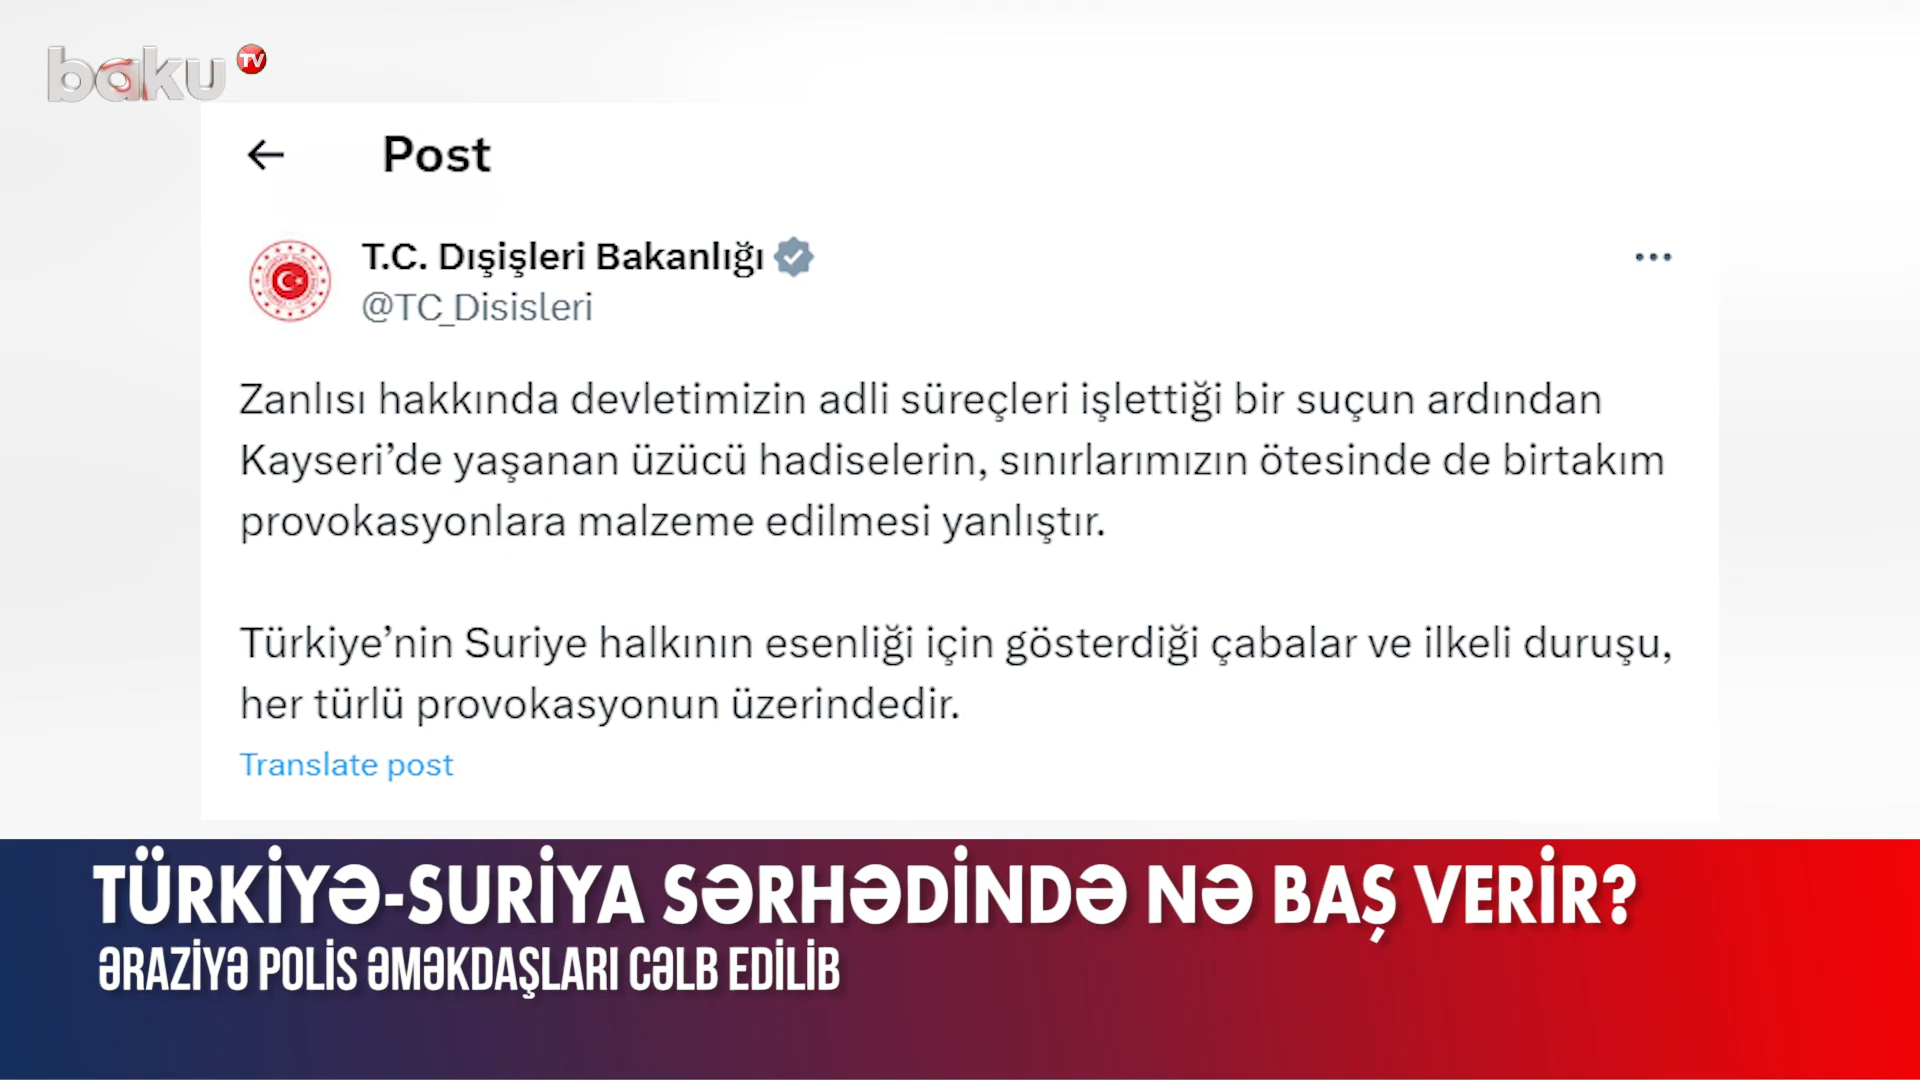 baku TV
Post
T.C. Dışişleri Bakanlığı
@TC_Disisleri
Zanlısı hakkında devletimizin adli süreçleri işlettiği bir suçun ardından
Kayseri’de yaşanan üzücü hadiselerin, sınırlarımızın ötesinde de birtakım
provokasyonlara malzeme edilmesi yanlıştır.
Türkiye’nin Suriye halkının esenliği için gösterdiği çabalar ve ilkeli duruşu,
her türlü provokasyonun üzerindedir.
Translate post
TÜRKİYƏ-SURİYA SƏRHƏDİNDƏ NƏ BAŞ VERİR?
ƏRAZİYƏ POLİS ƏMƏKDAŞLARI CƏLB EDİLİB